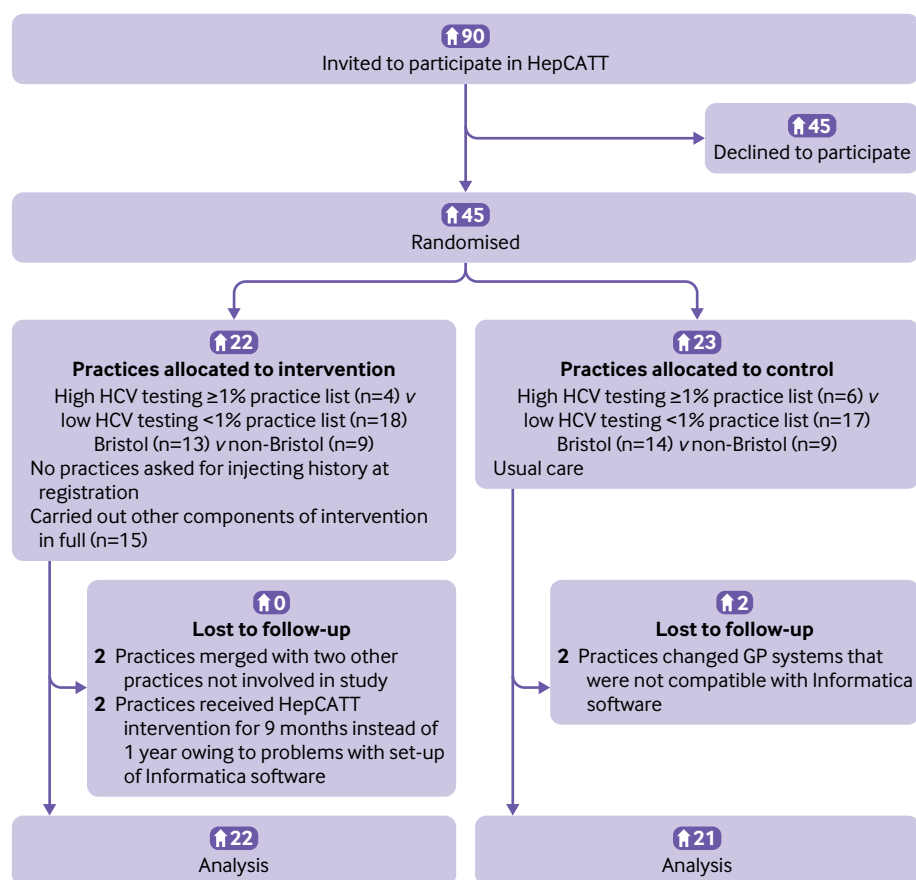 90
Invited to participate in HepCATT
45
Declined to participate
45
Randomised
22
Practices allocated to intervention
High HCV testing ≥1% practice list (n=4) v
low HCV testing <1% practice list (n=18)
Bristol (n=13) v non-Bristol (n=9)
No practices asked for injecting history at
registration
Carried out other components of intervention
in full (n=15)
23
Practices allocated to control
High HCV testing ≥1% practice list (n=6) v
low HCV testing <1% practice list (n=17)
Bristol (n=14) v non-Bristol (n=9)
Usual care
0
Lost to follow-up
2 Practices merged with two other
practices not involved in study
2 Practices received HepCATT
intervention for 9 months instead of
1 year owing to problems with set-up
of Informatica software
2
Lost to follow-up
2 Practices changed GP systems that
were not compatible with Informatica
software
22
Analysis
21
Analysis